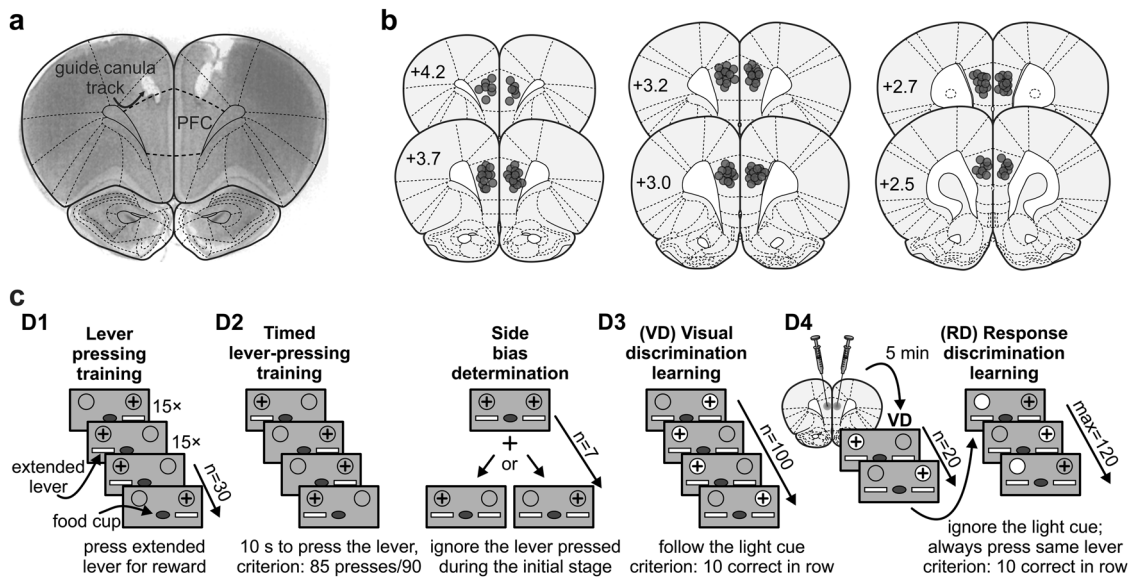 a
guide canula
track
PFC
b
+4.2
+3.7
+3.2
+3.0
+2.7
+2.5
c
D1
Lever
pressing
training
15×
15×
n=30
extended
lever
food cup
press extended
lever for reward
D2
Timed
lever-pressing
training
10 s to press the lever,
criterion: 85 presses/90
Side
bias
determination
n=7
+
or
ignore the lever pressed
during the initial stage
D3
(VD) Visual
discrimination
learning
n=100
follow the light cue
criterion: 10 correct in row
D4
5 min
VD
n=20
(RD) Response
discrimination
learning
max=120
ignore the light cue;
always press same lever
criterion: 10 correct in row